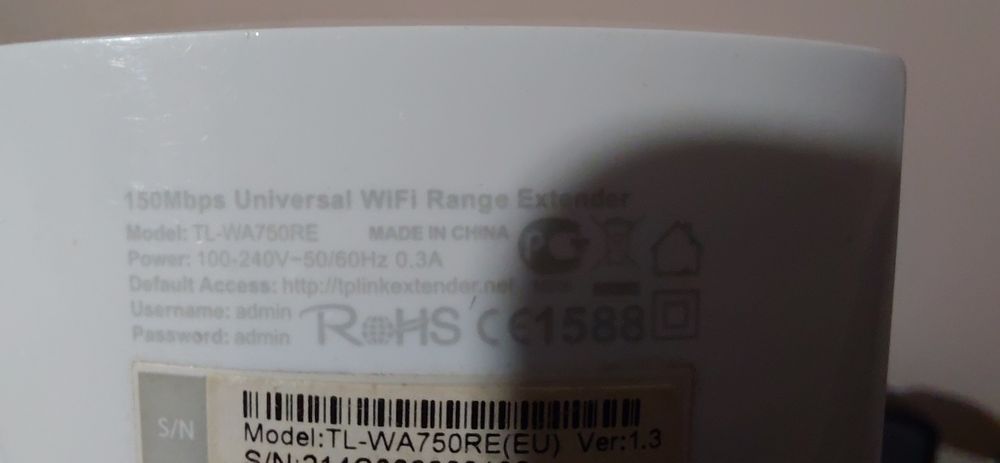 150Mbps Universal WiFi Range Extender
Model: TL-WA750RE MADE IN CHINA
Power: 100-240V~50/60Hz 0.3A
Default Access: http://tplinkextender.net
Username: admin
Password: admin
RoHS CE1588
S/N
Model:TL-WA750RE(EU) Ver:1.3